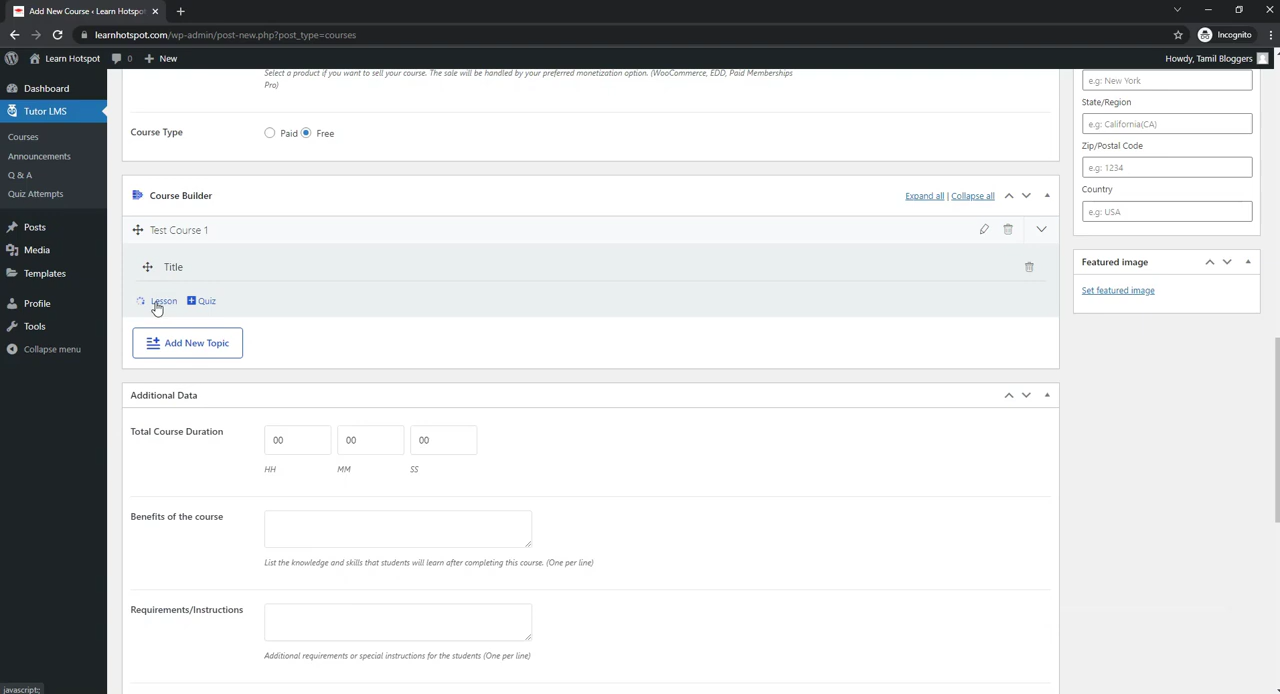 Add New Course ‹ Learn Hotspot
learnhotspot.com/wp-admin/post-new.php?post_type=courses
Incognito
Learn Hotspot
0
New
Howdy, Tamil Bloggers
Dashboard
Tutor LMS
Courses
Announcements
Q & A
Quiz Attempts
Posts
Media
Templates
Profile
Tools
Collapse menu
Select a product if you want to sell your course. The sale will be handled by your preferred monetization option. (WooCommerce, EDD, Paid Memberships
Pro)
Course Type
Paid
Free
Course Builder
Expand all | Collapse all
Test Course 1
Title
Lesson
Quiz
Add New Topic
Additional Data
Total Course Duration
00
00
00
HH
MM
SS
Benefits of the course
List the knowledge and skills that students will learn after completing this course. (One per line)
Requirements/Instructions
Additional requirements or special instructions for the students (One per line)
e.g: New York
State/Region
e.g: California(CA)
Zip/Postal Code
e.g: 1234
Country
e.g: USA
Featured image
Set featured image
javascript:;